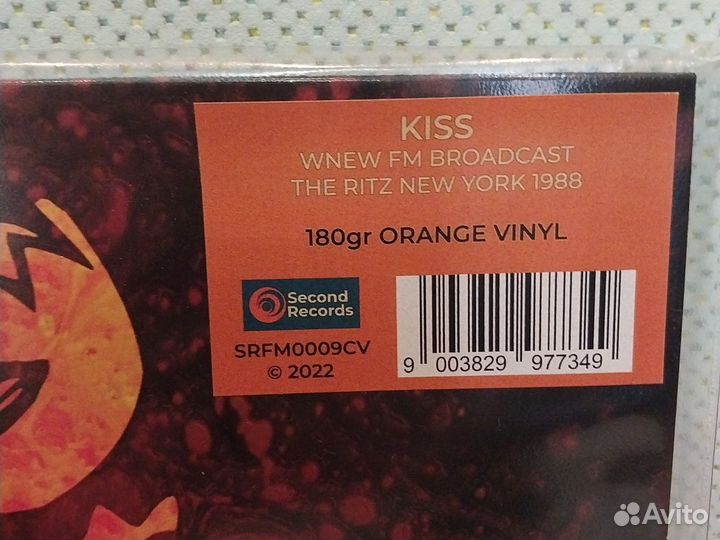 KISS
WNEW FM BROADCAST
THE RITZ NEW YORK 1988
180gr ORANGE VINYL
Second
Records
SRFM0009CV
© 2022
9 003829 977349
Avito